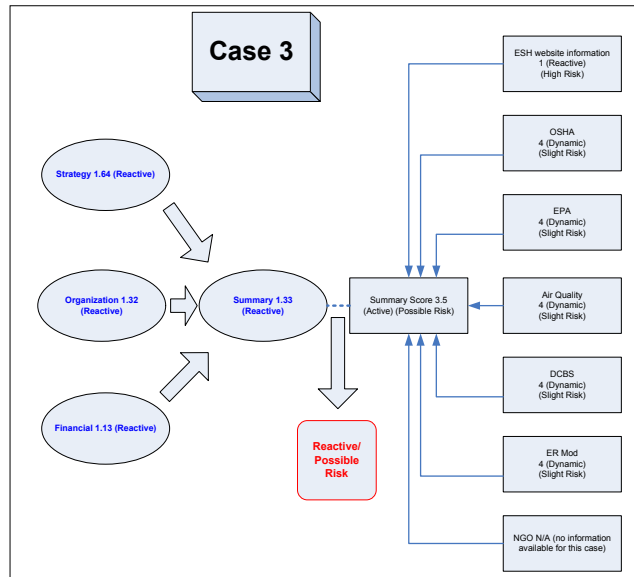 Case 3
Strategy 1.64 (Reactive)
Organization 1.32
(Reactive)
Financial 1.13 (Reactive)
Summary 1.33
(Reactive)
Reactive/
Possible
Risk
Summary Score 3.5
(Active) (Possible Risk)
ESH website information
1 (Reactive)
(High Risk)
OSHA
4 (Dynamic)
(Slight Risk)
EPA
4 (Dynamic)
(Slight Risk)
Air Quality
4 (Dynamic)
(Slight Risk)
DCBS
4 (Dynamic)
(Slight Risk)
ER Mod
4 (Dynamic)
(Slight Risk)
NGO N/A (no information
available for this case)